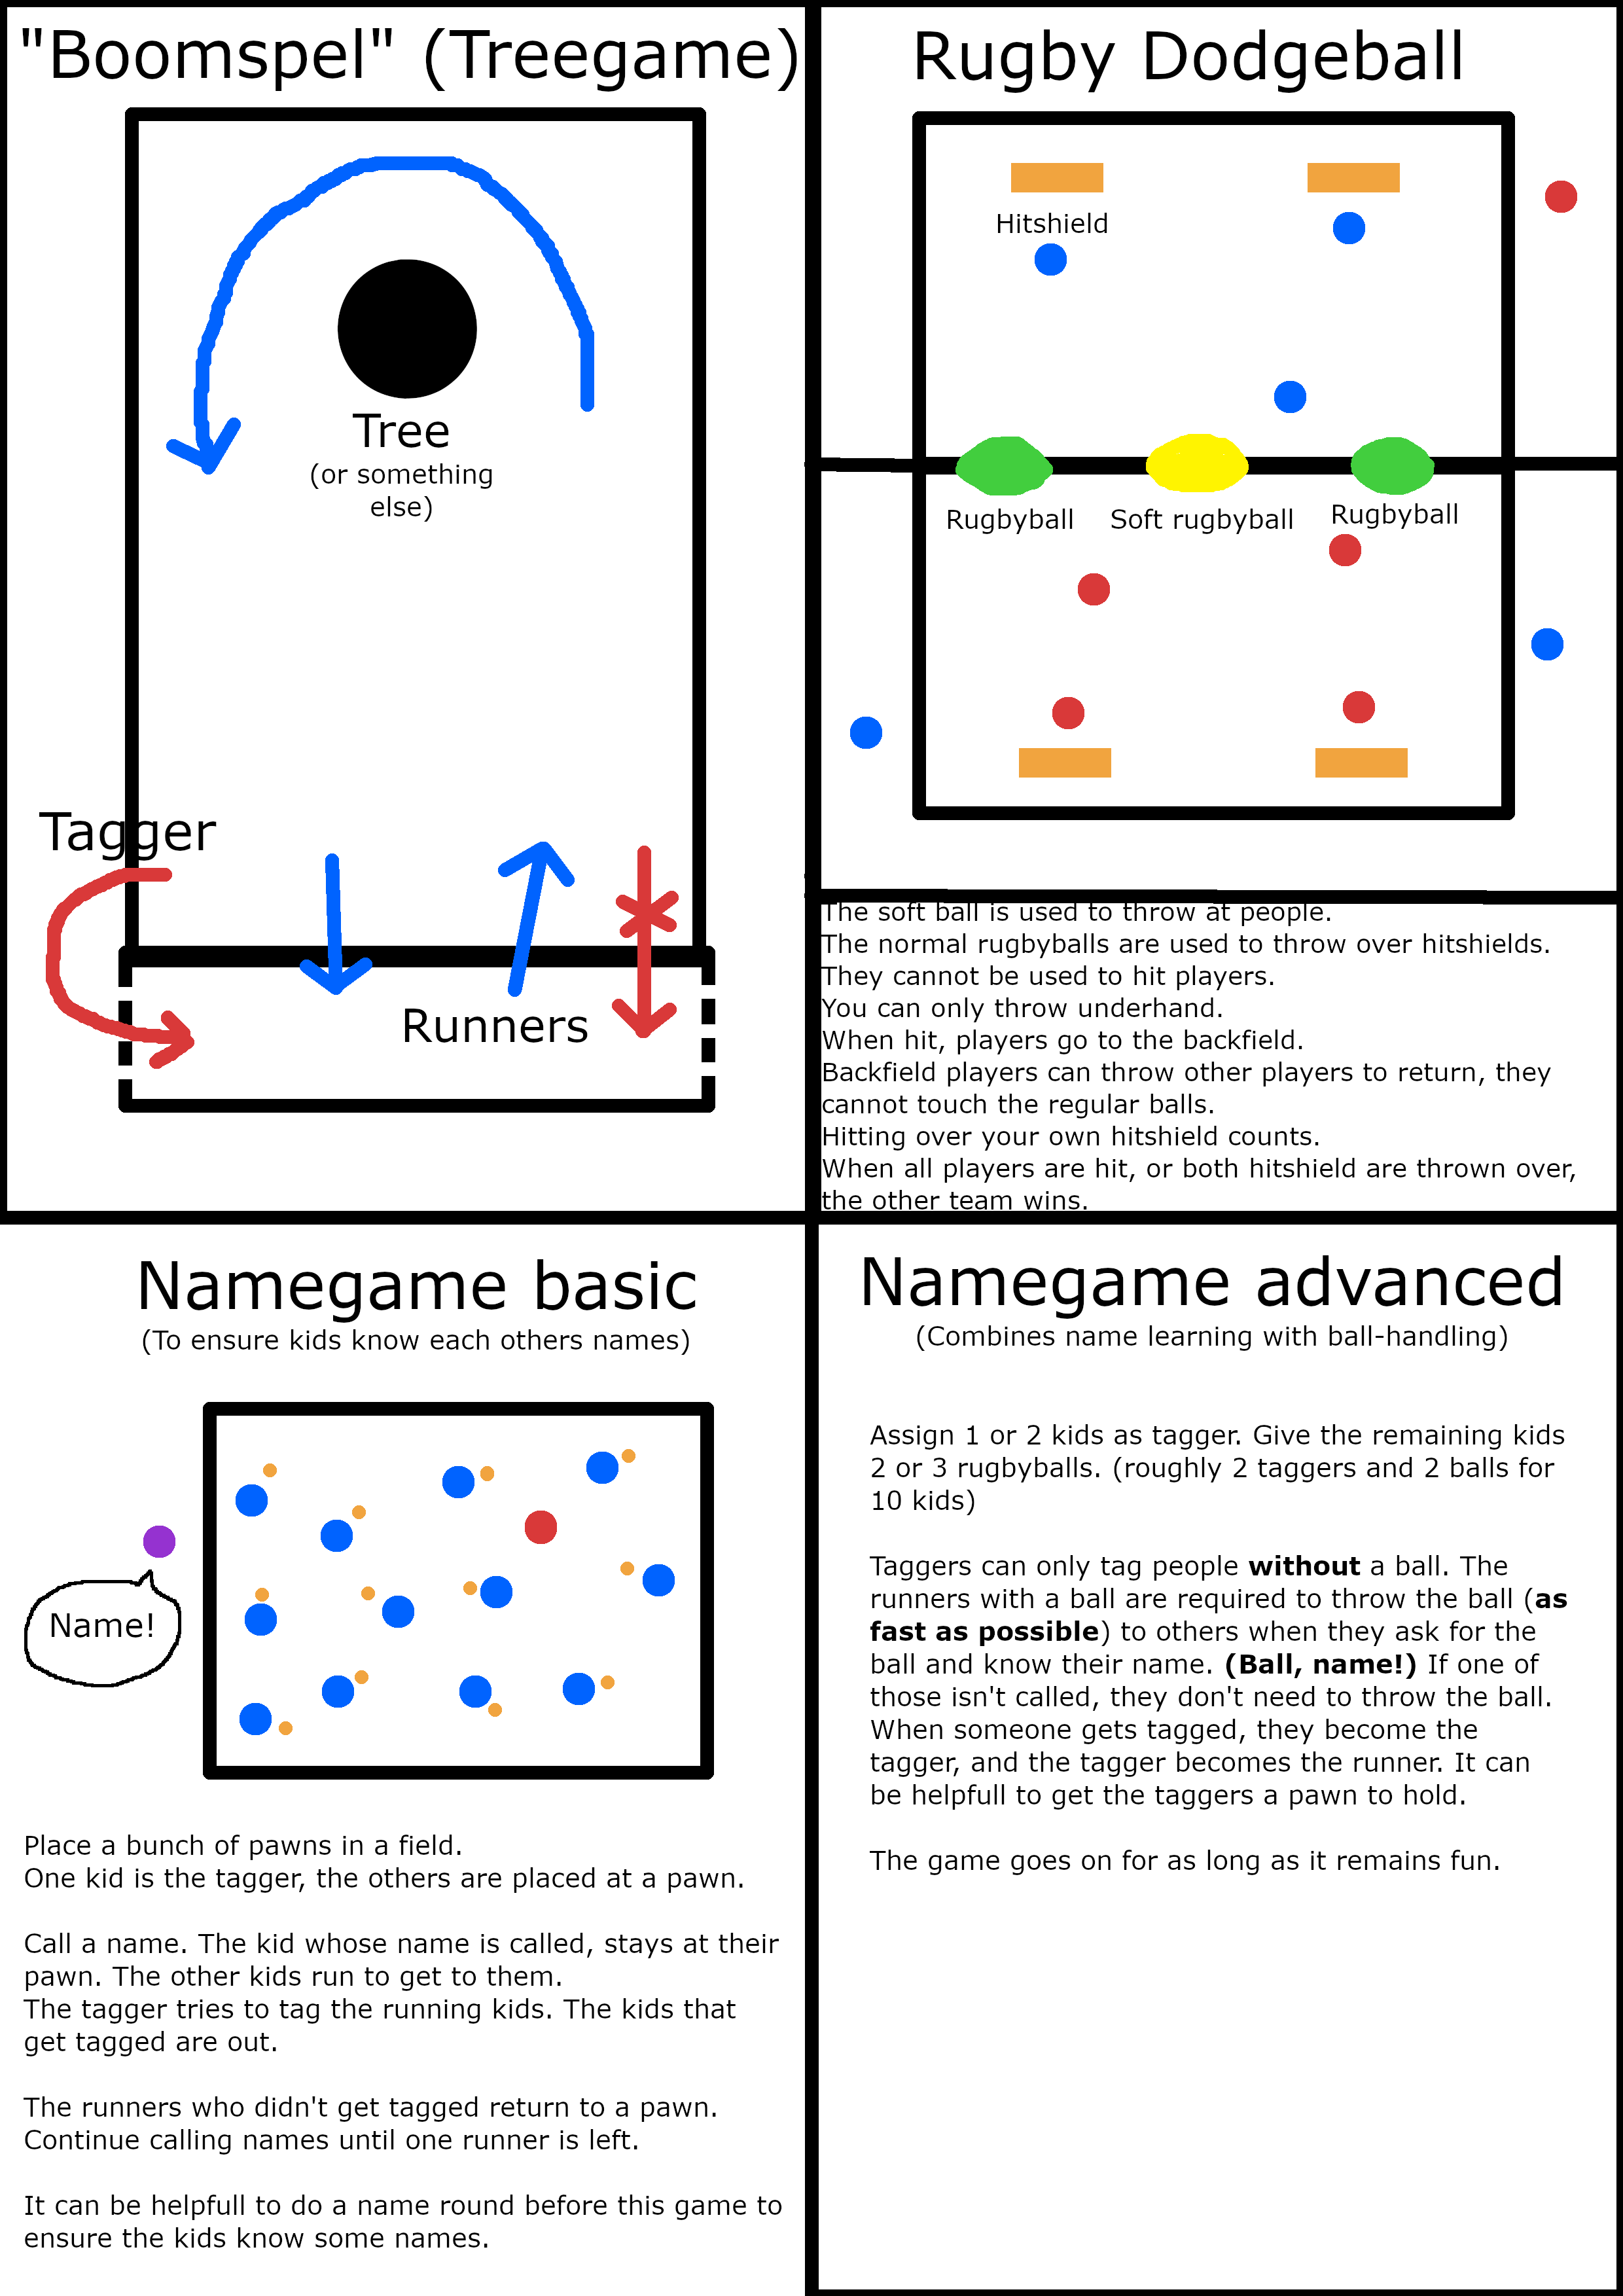 "Boomspel" (Treegame)
Tree
(or something
else)
Tagger
Runners
Rugby Dodgeball
Hitshield
Rugbyball
Soft rugbyball
Rugbyball
The soft ball is used to throw at people.
The normal rugbyballs are used to throw over hitshields.
They cannot be used to hit players.
You can only throw underhand.
When hit, players go to the backfield.
Backfield players can throw other players to return, they
cannot touch the regular balls.
Hitting over your own hitshield counts.
When all players are hit, or both hitshield are thrown over,
the other team wins.
Namegame basic
(To ensure kids know each others names)
Name!
Place a bunch of pawns in a field.
One kid is the tagger, the others are placed at a pawn.
Call a name. The kid whose name is called, stays at their
pawn. The other kids run to get to them.
The tagger tries to tag the running kids. The kids that
get tagged are out.
The runners who didn't get tagged return to a pawn.
Continue calling names until one runner is left.
It can be helpfull to do a name round before this game to
ensure the kids know some names.
Namegame advanced
(Combines name learning with ball-handling)
Assign 1 or 2 kids as tagger. Give the remaining kids
2 or 3 rugbyballs. (roughly 2 taggers and 2 balls for
10 kids)
Taggers can only tag people without a ball. The
runners with a ball are required to throw the ball (as
fast as possible) to others when they ask for the
ball and know their name. (Ball, name!) If one of
those isn't called, they don't need to throw the ball.
When someone gets tagged, they become the
tagger, and the tagger becomes the runner. It can
be helpfull to get the taggers a pawn to hold.
The game goes on for as long as it remains fun.